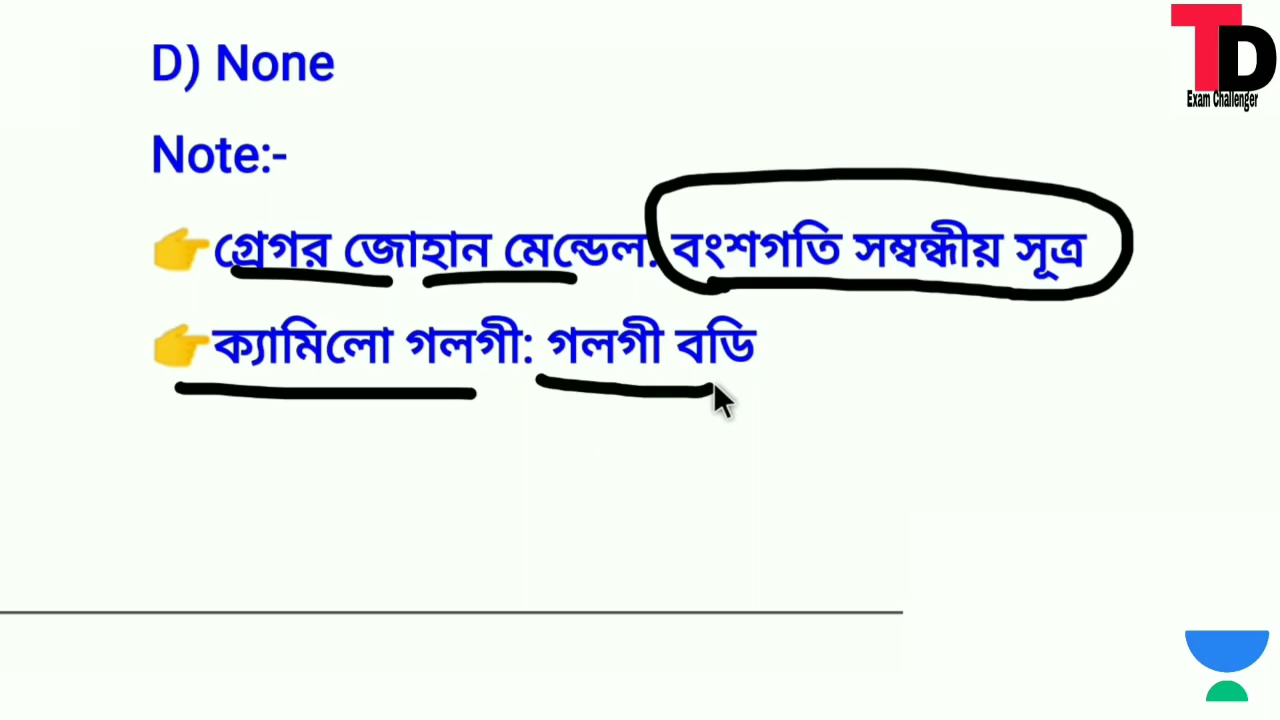 TD
Exam Challenger
D) None
Note:-
👉গ্রেগর জোহান মেন্ডেল: বংশগতি সম্বন্ধীয় সূত্র
👉ক্যামিলো গলগী: গলগী বডি